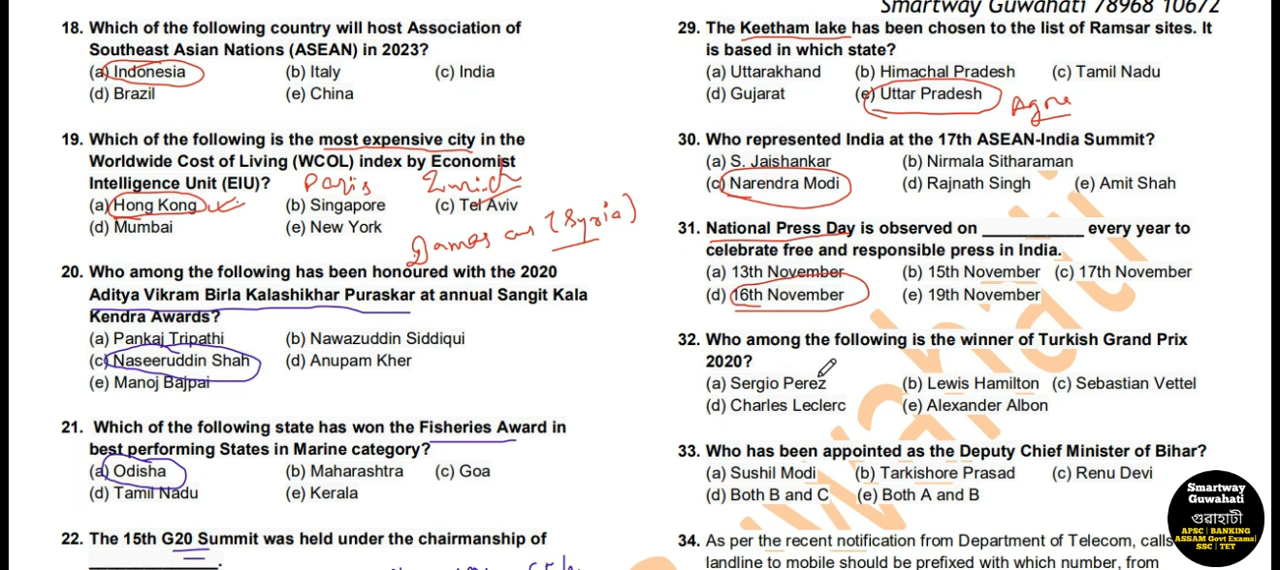 Smartway Guwahati 78968 10672
18. Which of the following country will host Association of
Southeast Asian Nations (ASEAN) in 2023?
(a) Indonesia (b) Italy (c) India
(d) Brazil (e) China
19. Which of the following is the most expensive city in the
Worldwide Cost of Living (WCOL) index by Economist
Intelligence Unit (EIU)? Paris Zurich
(a) Hong Kong (b) Singapore (c) Tel Aviv
(d) Mumbai (e) New York
Damascus (Syria)
20. Who among the following has been honoured with the 2020
Aditya Vikram Birla Kalashikhar Puraskar at annual Sangit Kala
Kendra Awards?
(a) Pankaj Tripathi (b) Nawazuddin Siddiqui
(c) Naseeruddin Shah (d) Anupam Kher
(e) Manoj Bajpai
21. Which of the following state has won the Fisheries Award in
best performing States in Marine category?
(a) Odisha (b) Maharashtra (c) Goa
(d) Tamil Nadu (e) Kerala
22. The 15th G20 Summit was held under the chairmanship of
____________.
29. The Keetham lake has been chosen to the list of Ramsar sites. It
is based in which state?
(a) Uttarakhand (b) Himachal Pradesh (c) Tamil Nadu
(d) Gujarat (e) Uttar Pradesh
Agra
30. Who represented India at the 17th ASEAN-India Summit?
(a) S. Jaishankar (b) Nirmala Sitharaman
(c) Narendra Modi (d) Rajnath Singh (e) Amit Shah
31. National Press Day is observed on _________ every year to
celebrate free and responsible press in India.
(a) 13th November (b) 15th November (c) 17th November
(d) 16th November (e) 19th November
32. Who among the following is the winner of Turkish Grand Prix
2020?
(a) Sergio Perez (b) Lewis Hamilton (c) Sebastian Vettel
(d) Charles Leclerc (e) Alexander Albon
33. Who has been appointed as the Deputy Chief Minister of Bihar?
(a) Sushil Modi (b) Tarkishore Prasad (c) Renu Devi
(d) Both B and C (e) Both A and B
34. As per the recent notification from Department of Telecom, calls
landline to mobile should be prefixed with which number, from
Smartway
Guwahati
গুৱাহাটী
APSC | BANKING
ASSAM Govt Exams|
SSC | TET